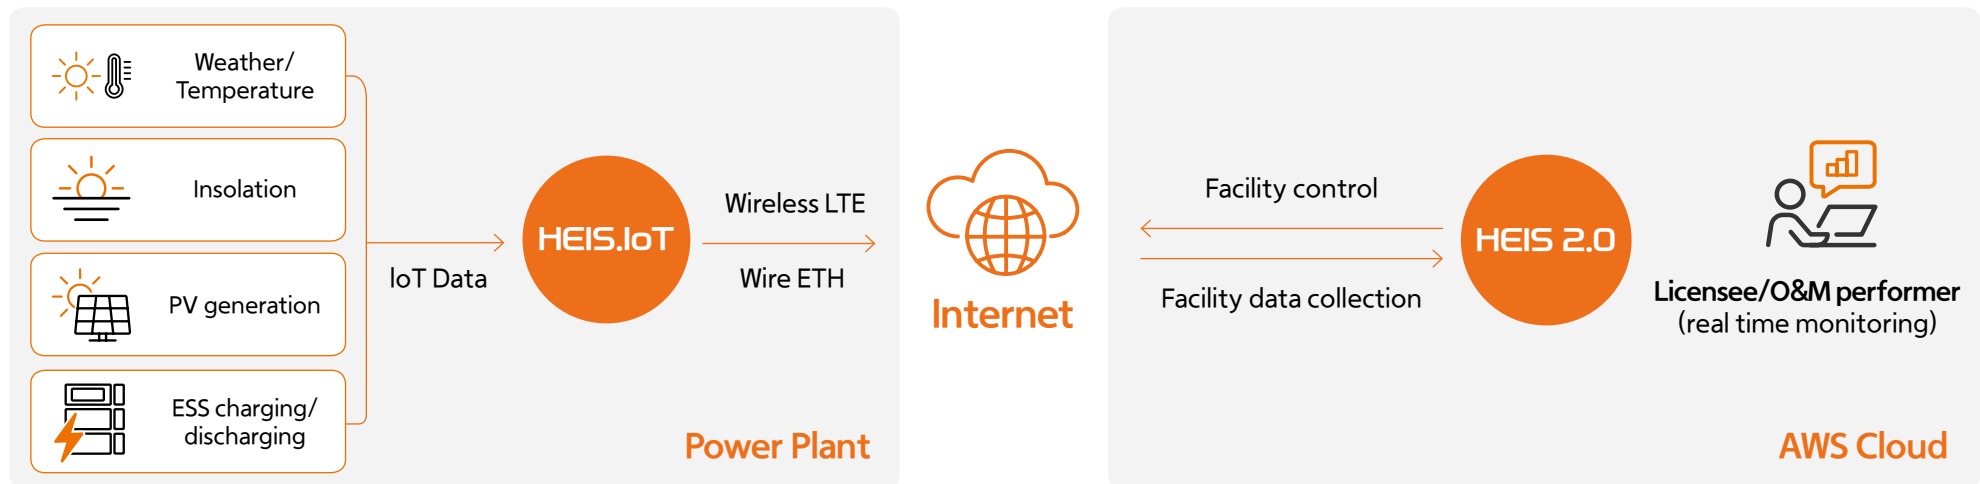 Weather/
Temperature
Insolation
PV generation
ESS charging/
discharging
IoT Data
HEIS.IoT
Wireless LTE
Wire ETH
Power Plant
Internet
Facility control
Facility data collection
HEIS 2.0
Licensee/O&M performer
(real time monitoring)
AWS Cloud